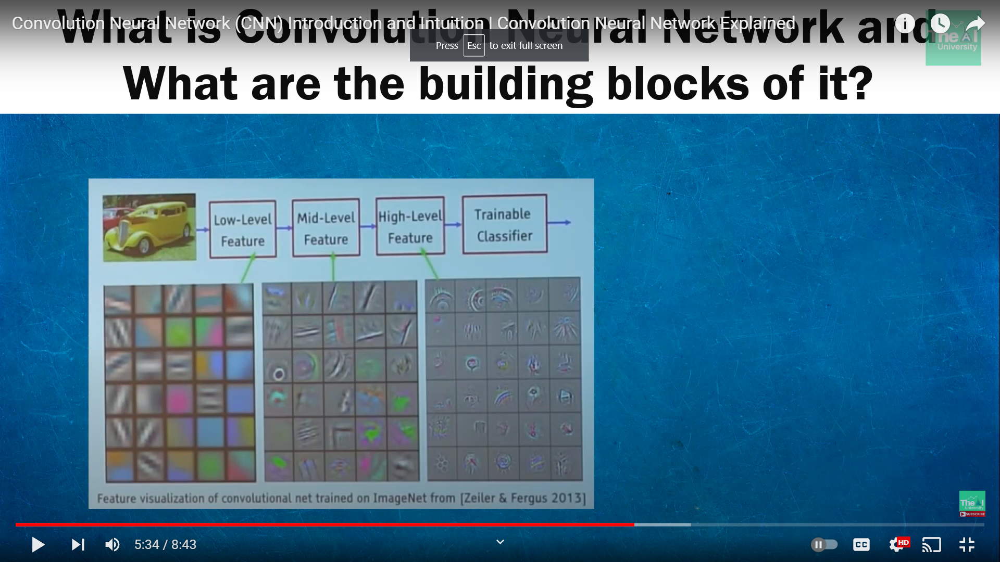 What is Convolution Neural Network and
Convolution Neural Network (CNN) Introduction and Intuition | Convolution Neural Network Explained
Press Esc to exit full screen
The AI
University
What are the building blocks of it?
Low-Level
Feature
Mid-Level
Feature
High-Level
Feature
Trainable
Classifier
Feature visualization of convolutional net trained on ImageNet from [Zeiler & Fergus 2013]
The AI
University
SUBSCRIBE
5:34 / 8:43
CC
HD